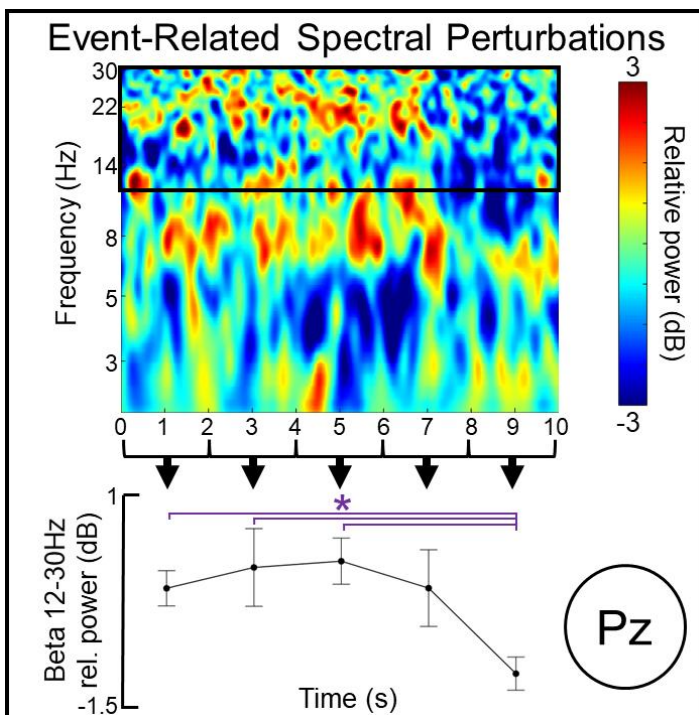 Event-Related Spectral Perturbations
30
22
14
8
5
3
Frequency (Hz)
0 1 2 3 4 5 6 7 8 9 10
3
Relative power (dB)
-3
1
Beta 12-30Hz
rel. power (dB)
-1.5
*
Time (s)
Pz